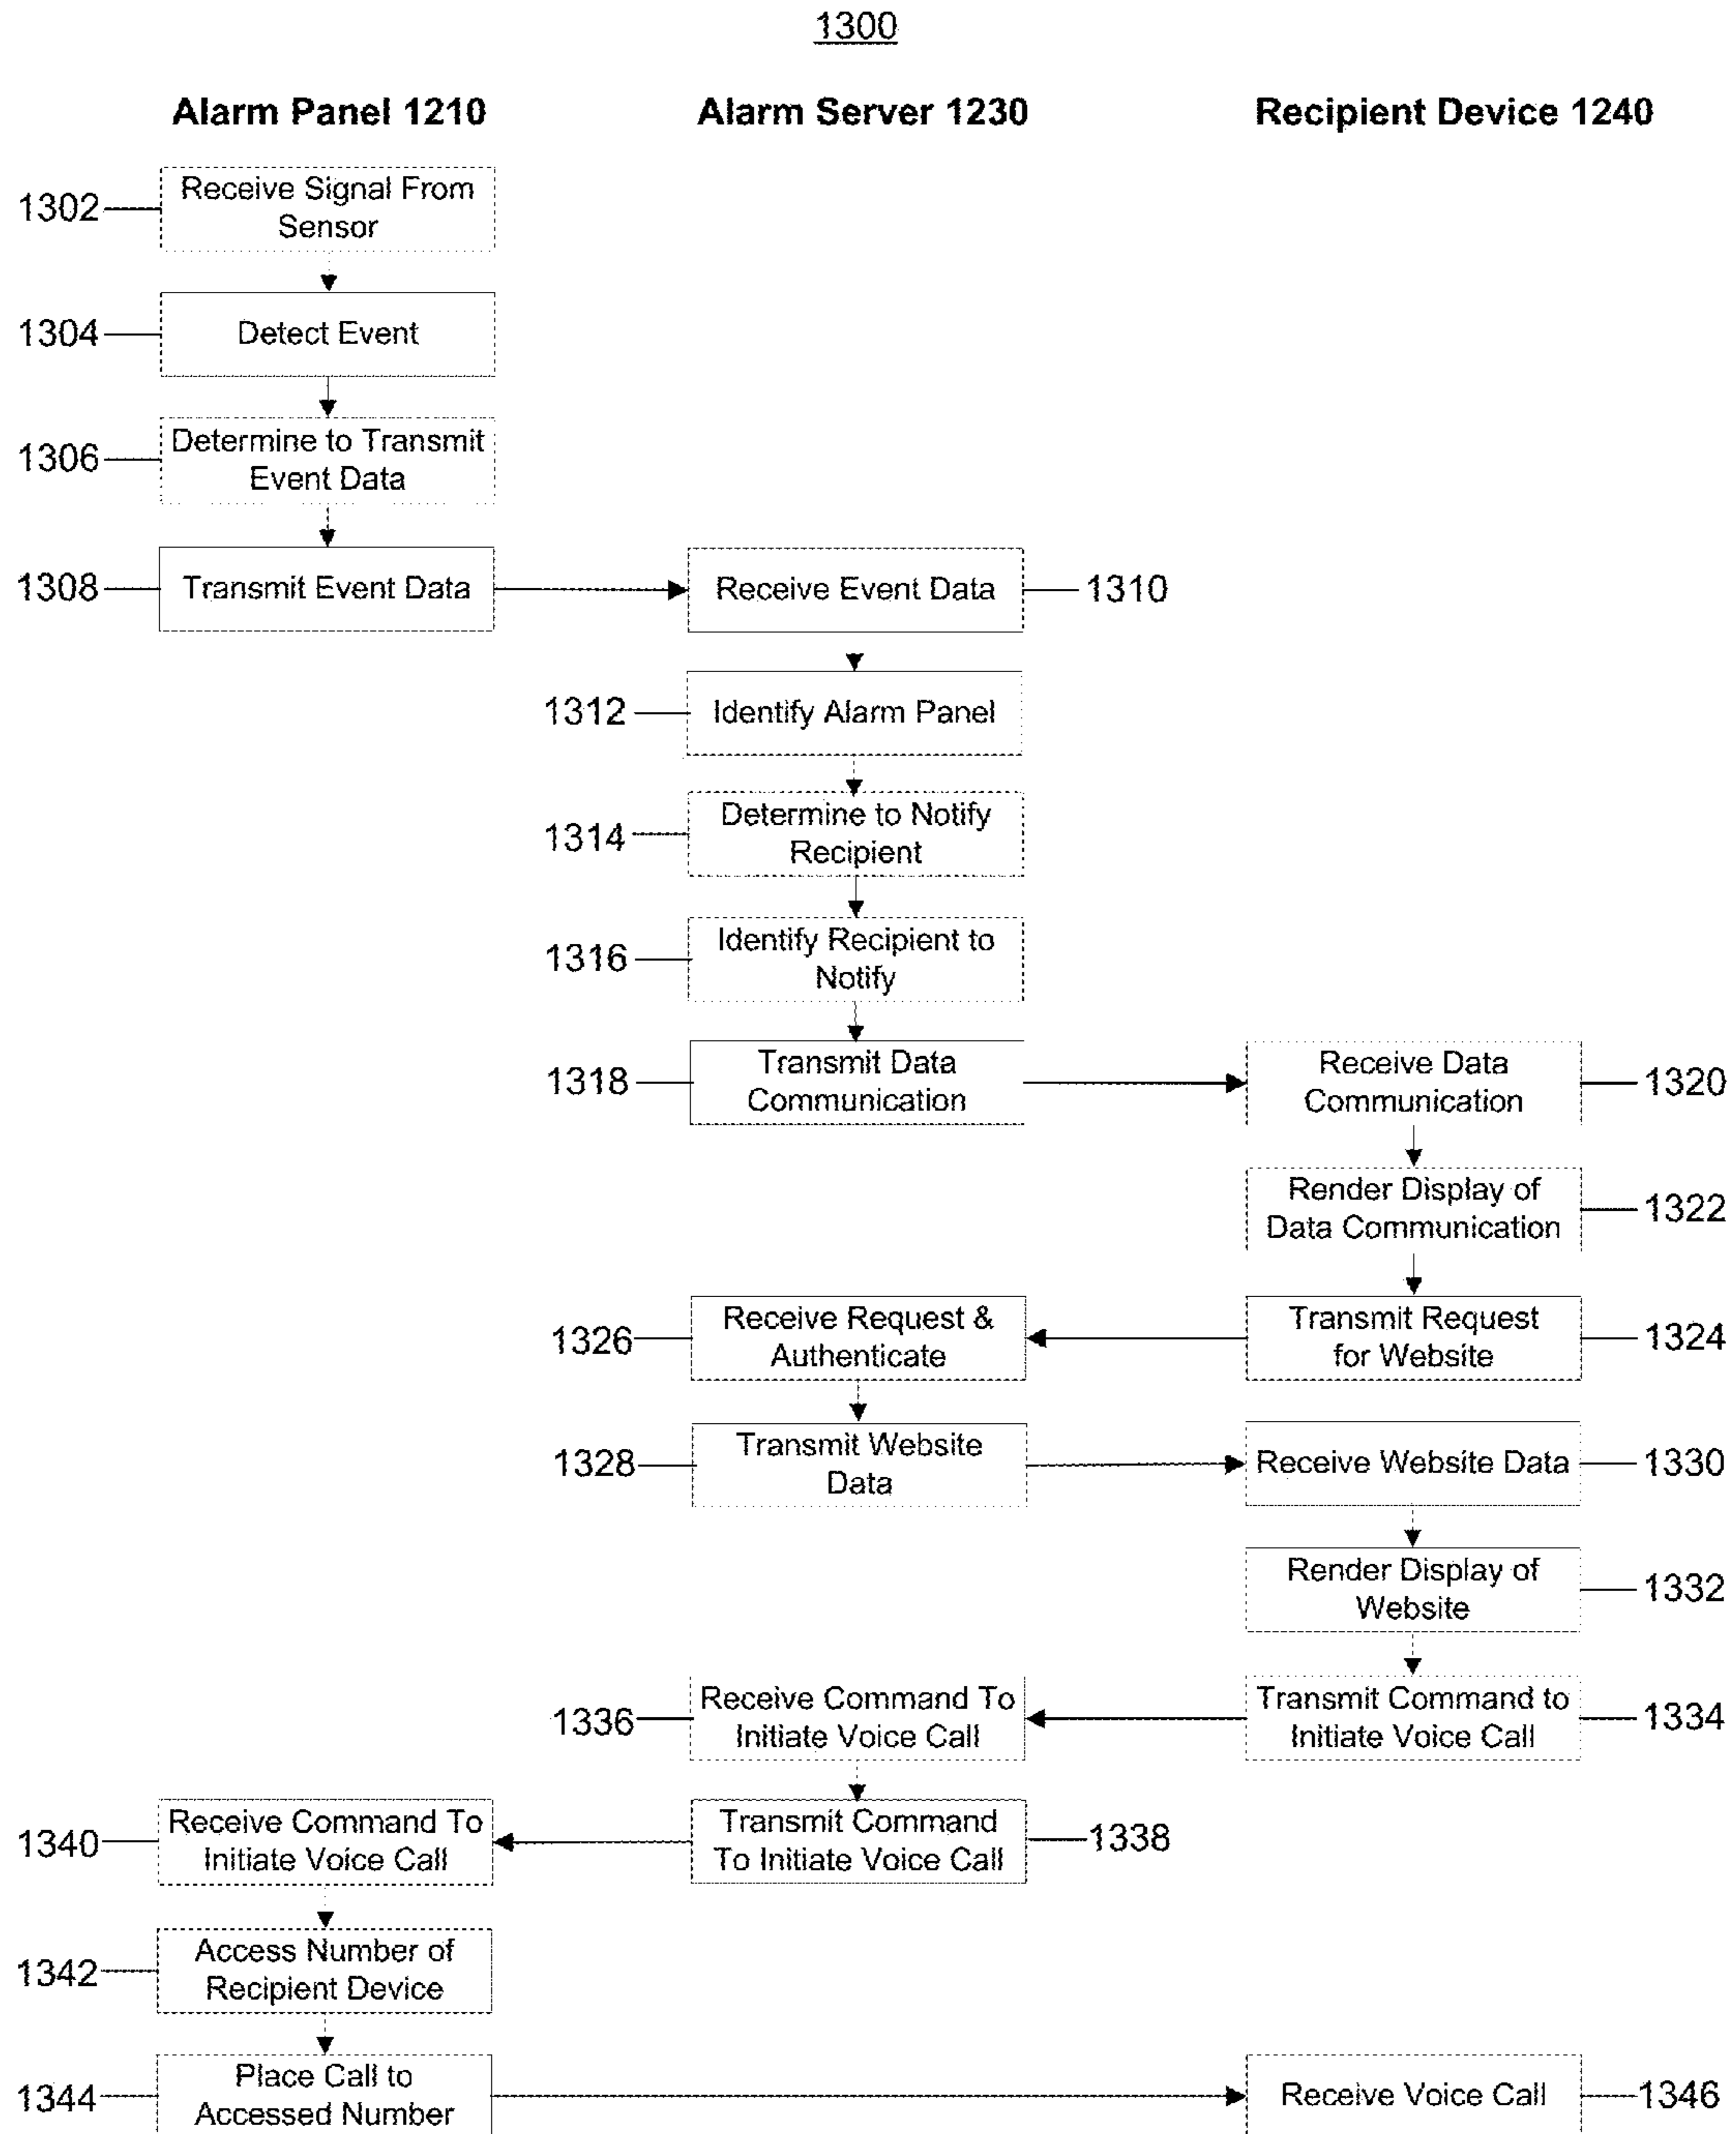 1300
Alarm Panel 1210
Alarm Server 1230
Recipient Device 1240
1302
Receive Signal From
Sensor
1304
Detect Event
1306
Determine to Transmit
Event Data
1308
Transmit Event Data
Receive Event Data
1310
1312
Identify Alarm Panel
1314
Determine to Notify
Recipient
1316
Identify Recipient to
Notify
1318
Transmit Data
Communication
Receive Data
Communication
1320
Render Display of
Data Communication
1322
1326
Receive Request &
Authenticate
Transmit Request
for Website
1324
1328
Transmit Website
Data
Receive Website Data
1330
Render Display of
Website
1332
1336
Receive Command To
Initiate Voice Call
Transmit Command to
Initiate Voice Call
1334
1340
Receive Command To
Initiate Voice Call
Transmit Command
To Initiate Voice Call
1338
1342
Access Number of
Recipient Device
1344
Place Call to
Accessed Number
Receive Voice Call
1346